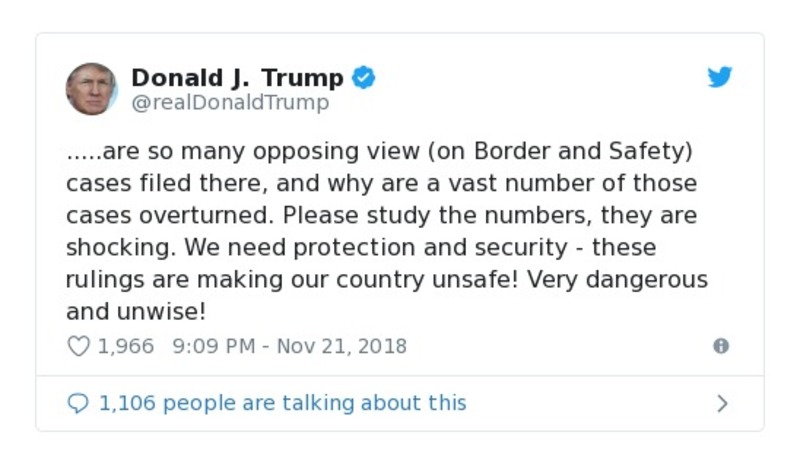 Donald J. Trump
@realDonaldTrump
.....are so many opposing view (on Border and Safety)
cases filed there, and why are a vast number of those
cases overturned. Please study the numbers, they are
shocking. We need protection and security - these
rulings are making our country unsafe! Very dangerous
and unwise!
1,966 9:09 PM - Nov 21, 2018
1,106 people are talking about this